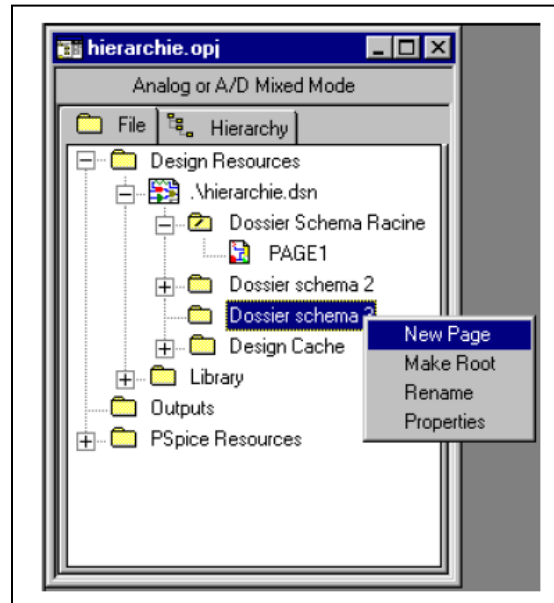 hierarchie.opj
Analog or A/D Mixed Mode
File Hierarchy
Design Resources
.\hierarchie.dsn
Dossier Schema Racine
PAGE1
Dossier schema 2
Dossier schema 3
New Page
Design Cache
Make Root
Library
Rename
Outputs
Properties
PSpice Resources